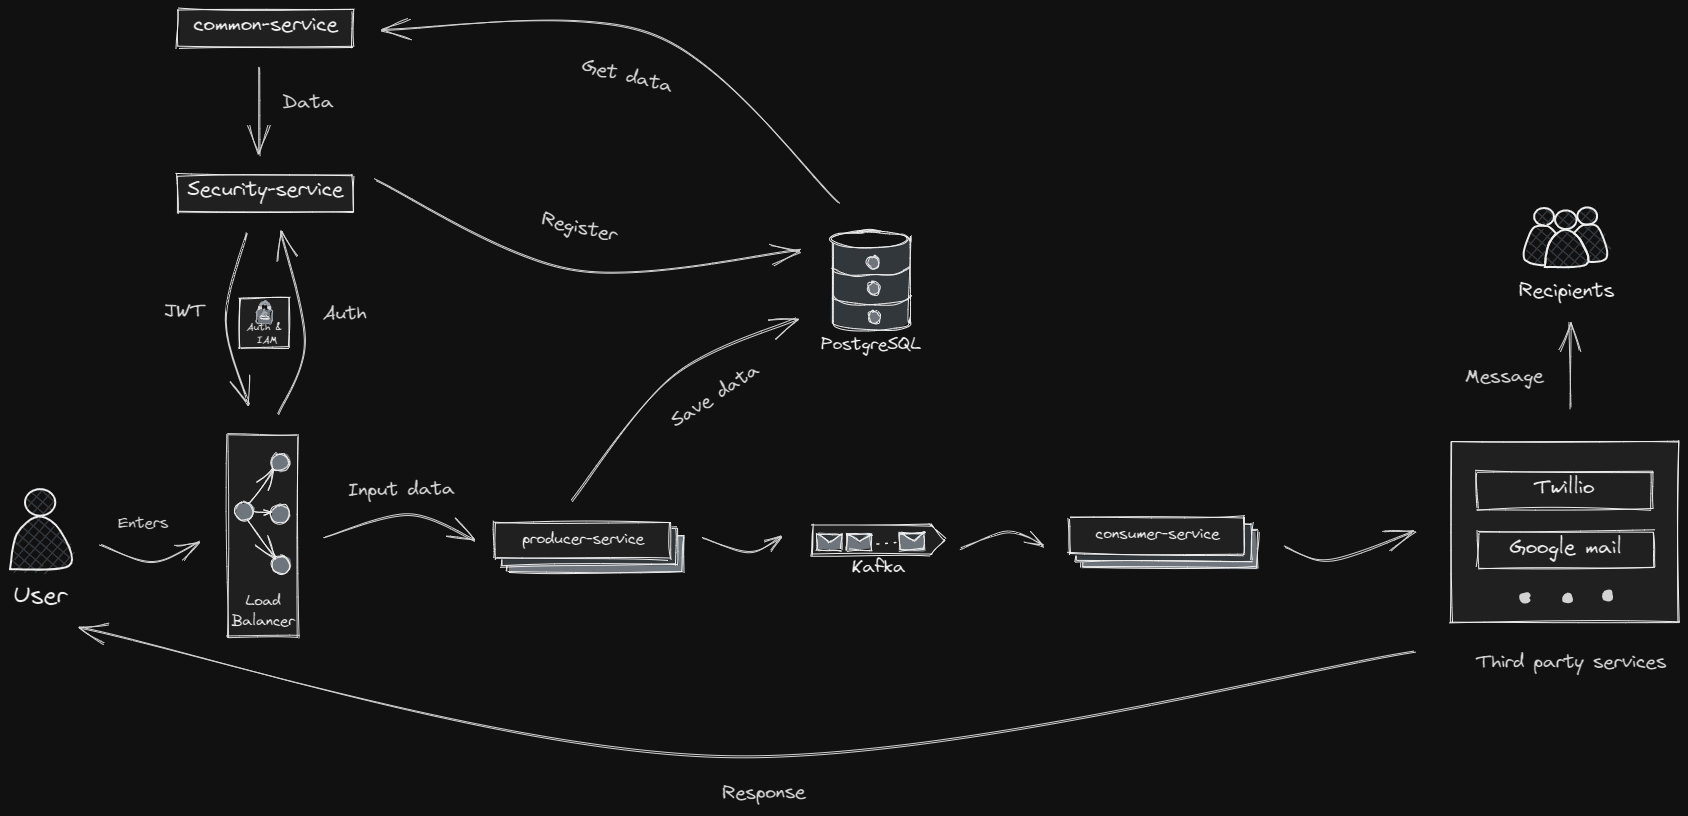 common-service
Get data
Data
Security-service
Register
JWT
Auth &
IAM
Auth
PostgreSQL
Recipients
Message
Save data
Input data
Enters
User
Load
Balancer
producer-service
Kafka
consumer-service
Twillio
Google mail
Third party services
Response